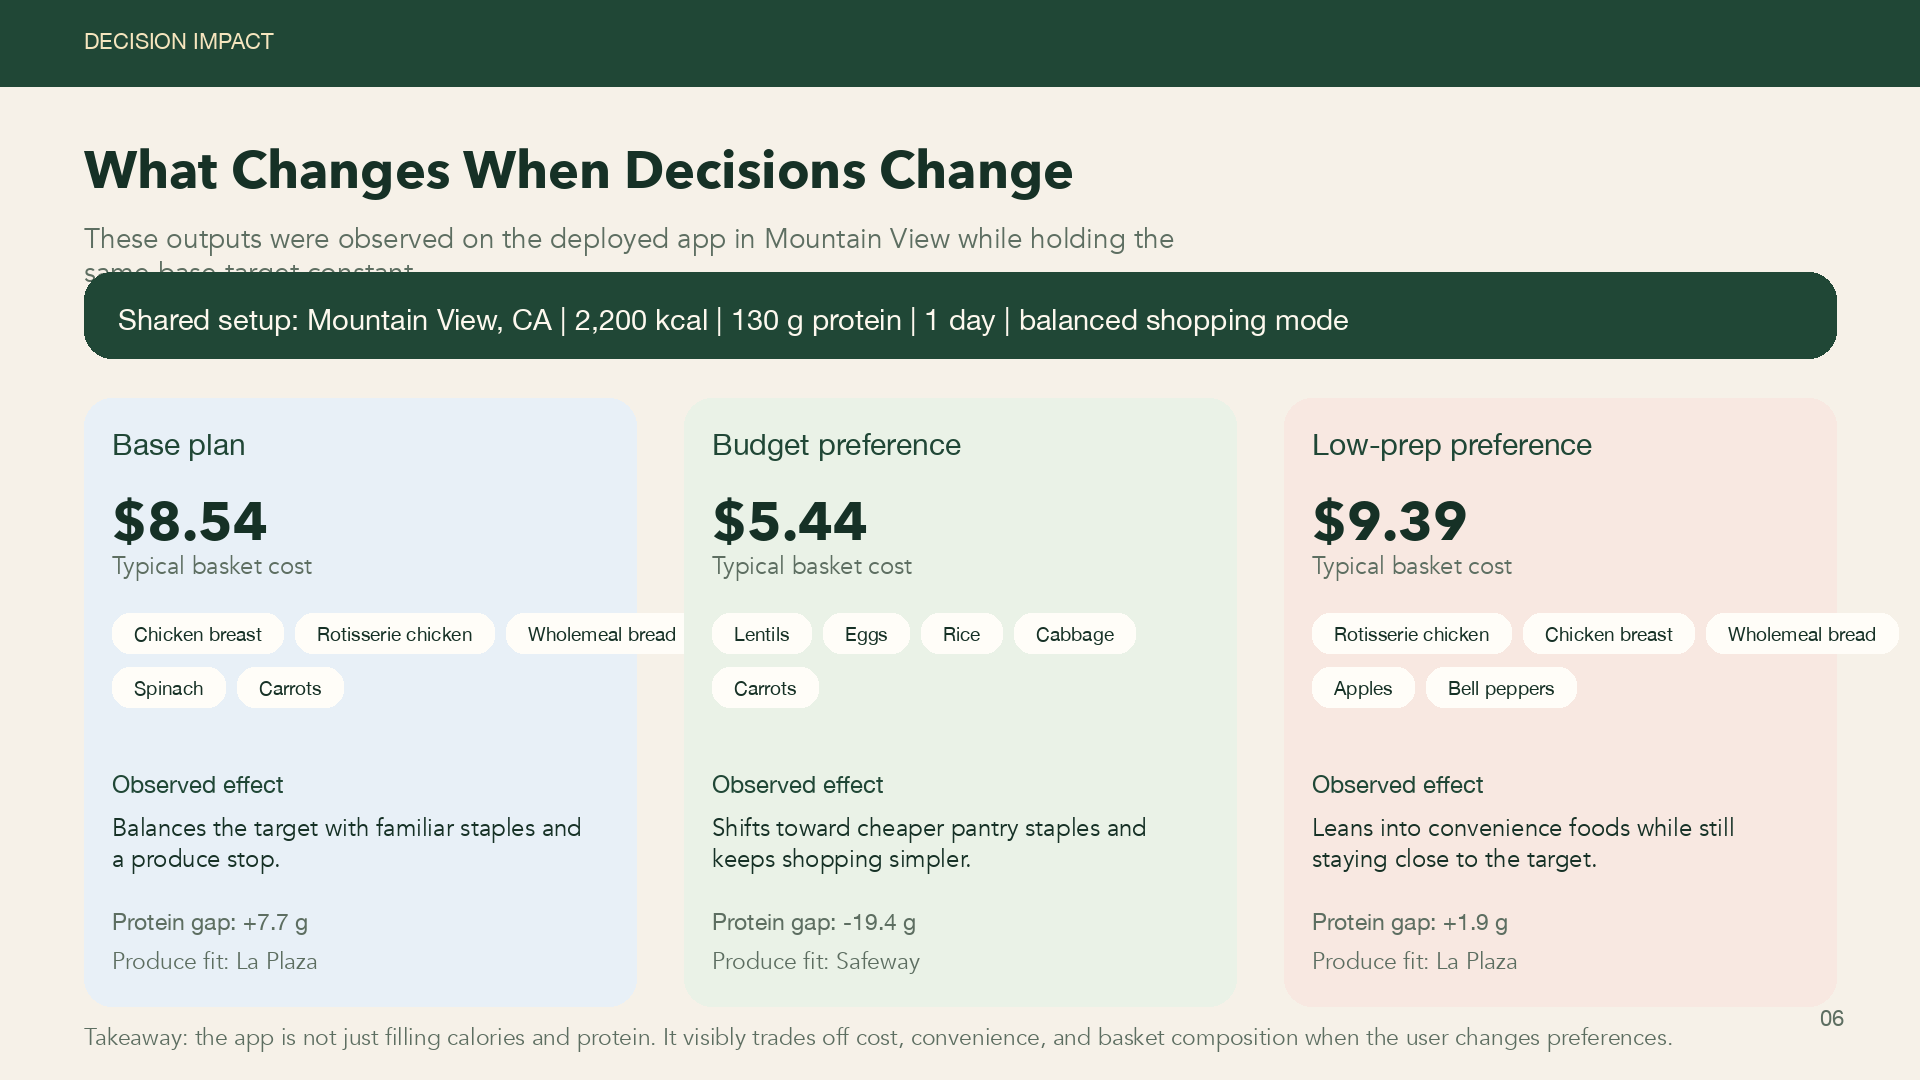 DECISION IMPACT
What Changes When Decisions Change
These outputs were observed on the deployed app in Mountain View while holding the
same base target constant.
Shared setup: Mountain View, CA | 2,200 kcal | 130 g protein | 1 day | balanced shopping mode
Base plan
$8.54
Typical basket cost
Chicken breast Rotisserie chicken Wholemeal bread
Spinach Carrots
Observed effect
Balances the target with familiar staples and
a produce stop.
Protein gap: +7.7 g
Produce fit: La Plaza
Budget preference
$5.44
Typical basket cost
Lentils Eggs Rice Cabbage
Carrots
Observed effect
Shifts toward cheaper pantry staples and
keeps shopping simpler.
Protein gap: -19.4 g
Produce fit: Safeway
Low-prep preference
$9.39
Typical basket cost
Rotisserie chicken Chicken breast Wholemeal bread
Apples Bell peppers
Observed effect
Leans into convenience foods while still
staying close to the target.
Protein gap: +1.9 g
Produce fit: La Plaza
06
Takeaway: the app is not just filling calories and protein. It visibly trades off cost, convenience, and basket composition when the user changes preferences.